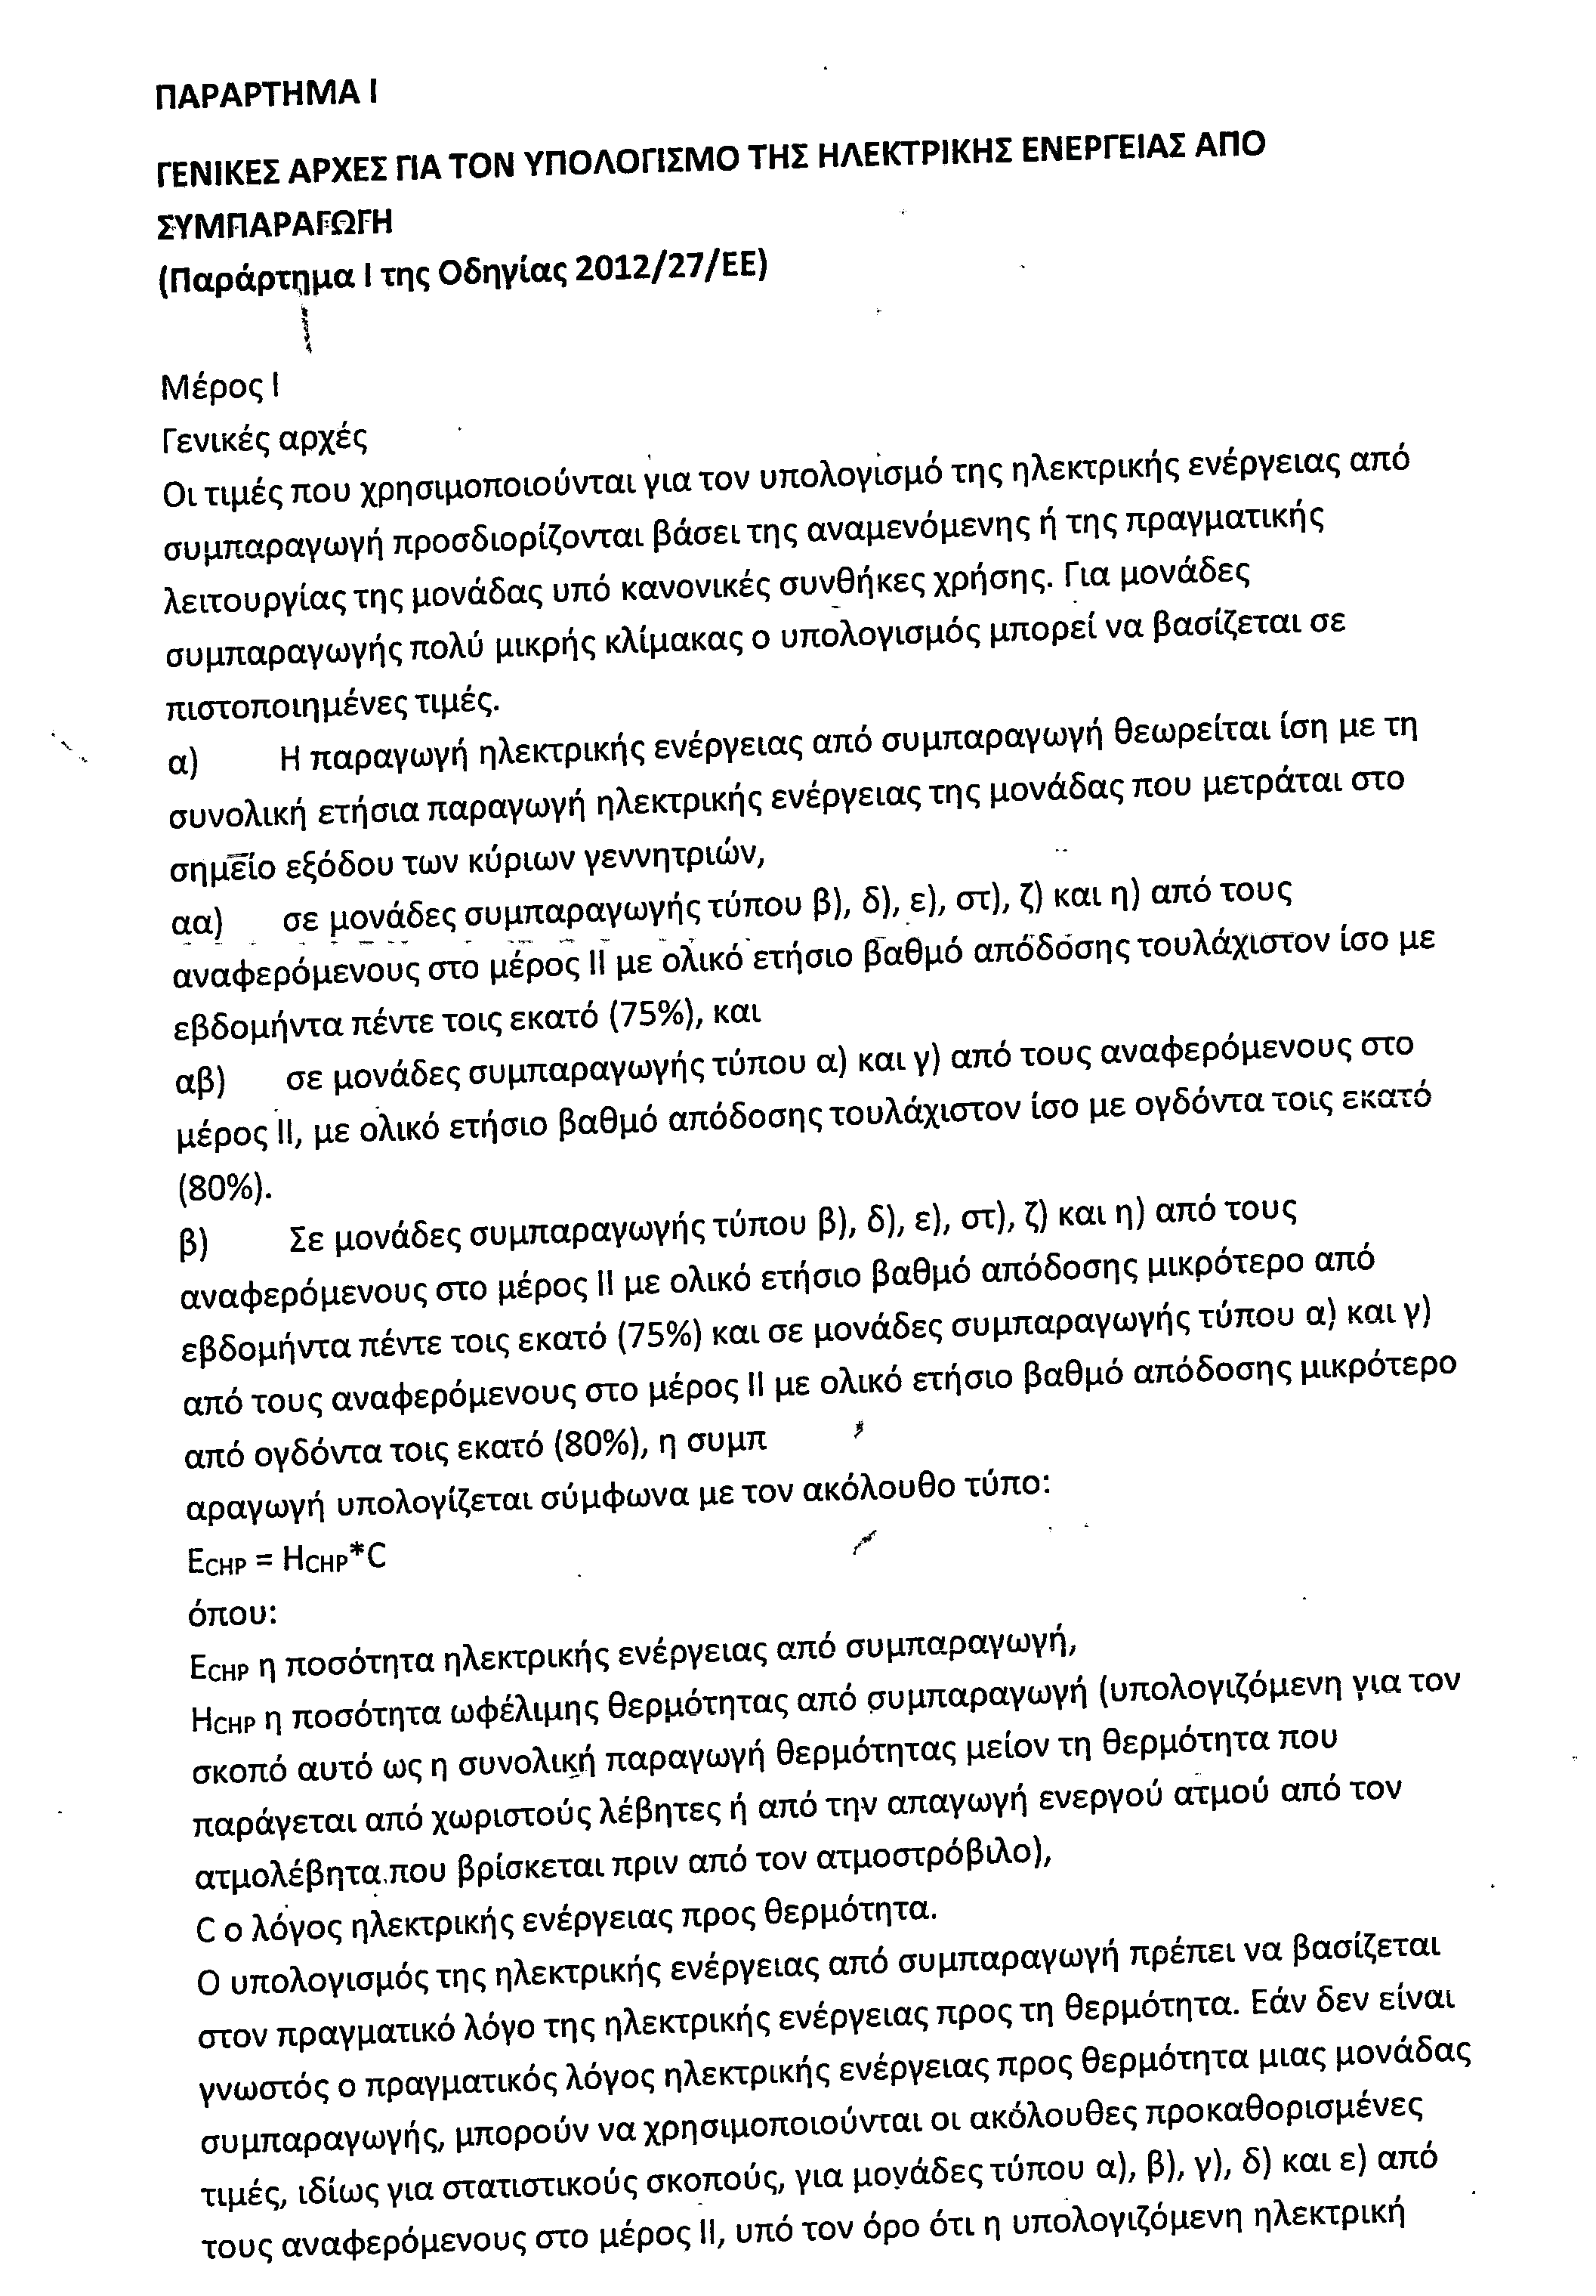 ΠΑΡΑΡΤΗΜΑ Ι
ΓΕΝΙΚΕΣ ΑΡΧΕΣ ΓΙΑ ΤΟΝ ΥΠΟΛΟΓΙΣΜΟ ΤΗΣ ΗΛΕΚΤΡΙΚΗΣ ΕΝΕΡΓΕΙΑΣ ΑΠΟ
ΣΥΜΠΑΡΑΓΩΓΗ
(Παράρτημα Ι της Οδηγίας 2012/27/ΕΕ)
Μέρος Ι
Γενικές αρχές
Οι τιμές που χρησιμοποιούνται για τον υπολογισμό της ηλεκτρικής ενέργειας από
συμπαραγωγή προσδιορίζονται βάσει της αναμενόμενης ή της πραγματικής
λειτουργίας της μονάδας υπό κανονικές συνθήκες χρήσης. Για μονάδες
συμπαραγωγής πολύ μικρής κλίμακας ο υπολογισμός μπορεί να βασίζεται σε
πιστοποιημένες τιμές.
α) Η παραγωγή ηλεκτρικής ενέργειας από συμπαραγωγή θεωρείται ίση με τη
συνολική ετήσια παραγωγή ηλεκτρικής ενέργειας της μονάδας που μετράται στο
σημείο εξόδου των κύριων γεννητριών,
αα) σε μονάδες συμπαραγωγής τύπου β), δ), ε), στ), ζ) και η) από τους
αναφερόμενους στο μέρος ΙΙ με ολικό ετήσιο βαθμό απόδοσης τουλάχιστον ίσο με
εβδομήντα πέντε τοις εκατό (75%), και
αβ) σε μονάδες συμπαραγωγής τύπου α) και γ) από τους αναφερόμενους στο
μέρος ΙΙ, με ολικό ετήσιο βαθμό απόδοσης τουλάχιστον ίσο με ογδόντα τοις εκατό
(80%).
β) Σε μονάδες συμπαραγωγής τύπου β), δ), ε), στ), ζ) και η) από τους
αναφερόμενους στο μέρος ΙΙ με ολικό ετήσιο βαθμό απόδοσης μικρότερο από
εβδομήντα πέντε τοις εκατό (75%) και σε μονάδες συμπαραγωγής τύπου α) και γ)
από τους αναφερόμενους στο μέρος ΙΙ με ολικό ετήσιο βαθμό απόδοσης μικρότερο
από ογδόντα τοις εκατό (80%), η συμπ
αραγωγή υπολογίζεται σύμφωνα με τον ακόλουθο τύπο:
E<sub>CHP</sub> = H<sub>CHP</sub>*C
όπου:
E<sub>CHP</sub> η ποσότητα ηλεκτρικής ενέργειας από συμπαραγωγή,
H<sub>CHP</sub> η ποσότητα ωφέλιμης θερμότητας από συμπαραγωγή (υπολογιζόμενη για τον
σκοπό αυτό ως η συνολική παραγωγή θερμότητας μείον τη θερμότητα που
παράγεται από χωριστούς λέβητες ή από την απαγωγή ενεργού ατμού από τον
ατμολέβητα που βρίσκεται πριν από τον ατμοστρόβιλο),
C ο λόγος ηλεκτρικής ενέργειας προς θερμότητα.
Ο υπολογισμός της ηλεκτρικής ενέργειας από συμπαραγωγή πρέπει να βασίζεται
στον πραγματικό λόγο της ηλεκτρικής ενέργειας προς τη θερμότητα. Εάν δεν είναι
γνωστός ο πραγματικός λόγος ηλεκτρικής ενέργειας προς θερμότητα μιας μονάδας
συμπαραγωγής, μπορούν να χρησιμοποιούνται οι ακόλουθες προκαθορισμένες
τιμές, ιδίως για στατιστικούς σκοπούς, για μονάδες τύπου α), β), γ), δ) και ε) από
τους αναφερόμενους στο μέρος ΙΙ, υπό τον όρο ότι η υπολογιζόμενη ηλεκτρική